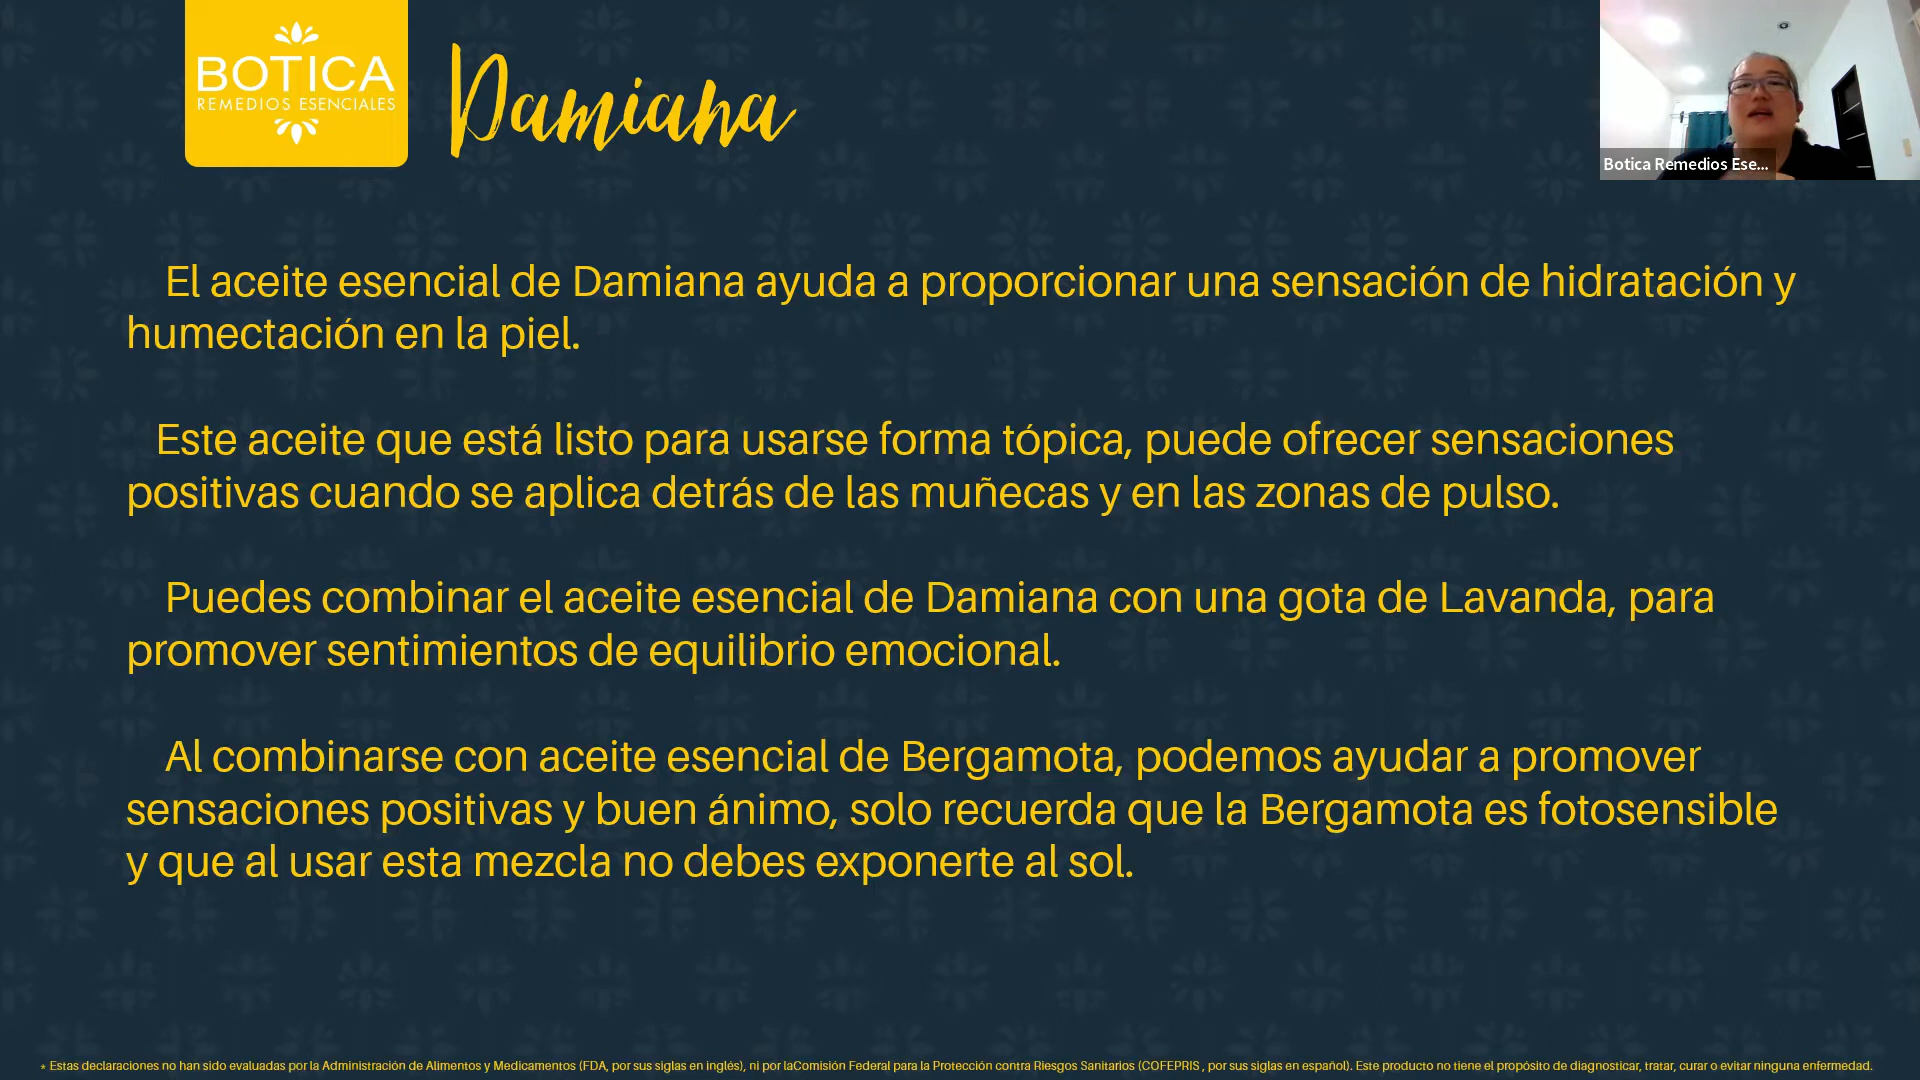 BOTICA
REMEDIOS ESENCIALES
Damiana
Botica Remedios Ese...
El aceite esencial de Damiana ayuda a proporcionar una sensación de hidratación y
humectación en la piel.
Este aceite que está listo para usarse forma tópica, puede ofrecer sensaciones
positivas cuando se aplica detrás de las muñecas y en las zonas de pulso.
Puedes combinar el aceite esencial de Damiana con una gota de Lavanda, para
promover sentimientos de equilibrio emocional.
Al combinarse con aceite esencial de Bergamota, podemos ayudar a promover
sensaciones positivas y buen ánimo, solo recuerda que la Bergamota es fotosensible
y que al usar esta mezcla no debes exponerte al sol.
* Estas declaraciones no han sido evaluadas por la Administración de Alimentos y Medicamentos (FDA, por sus siglas en inglés), ni por laComisión Federal para la Protección contra Riesgos Sanitarios (COFEPRIS , por sus siglas en español). Este producto no tiene el propósito de diagnosticar, tratar, curar o evitar ninguna enfermedad.